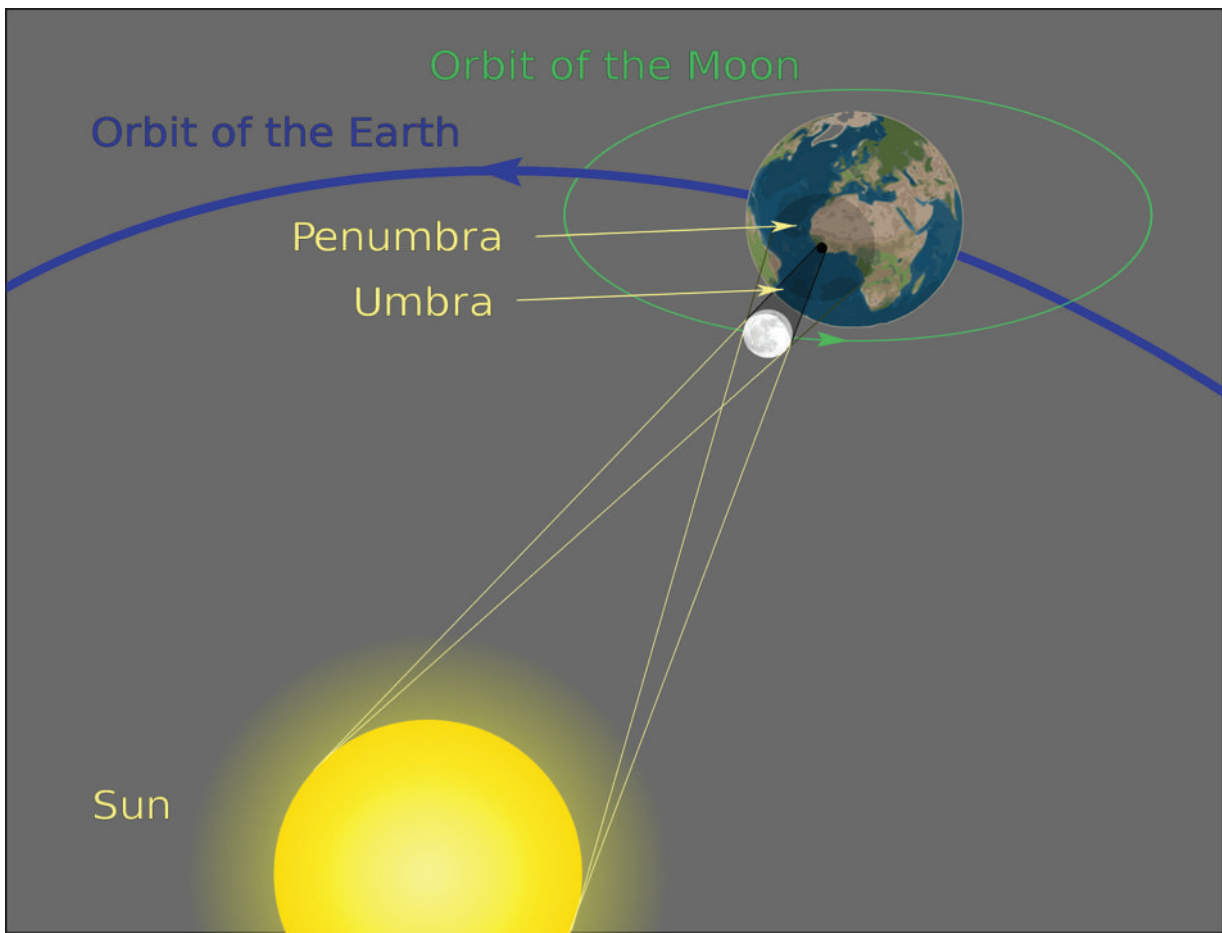 Orbit of the Moon
Orbit of the Earth
Penumbra
Umbra
Sun